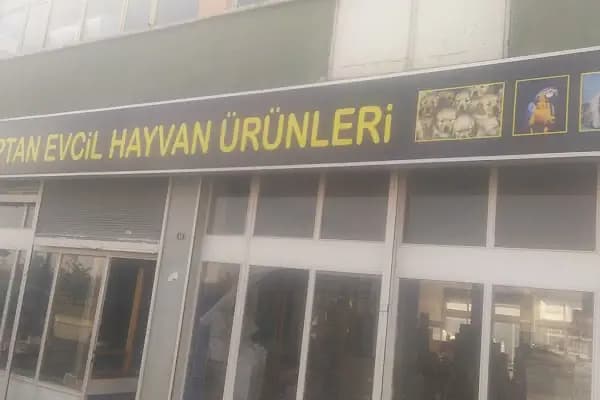 PTAN EVCİL HAYVAN ÜRÜNLERİ